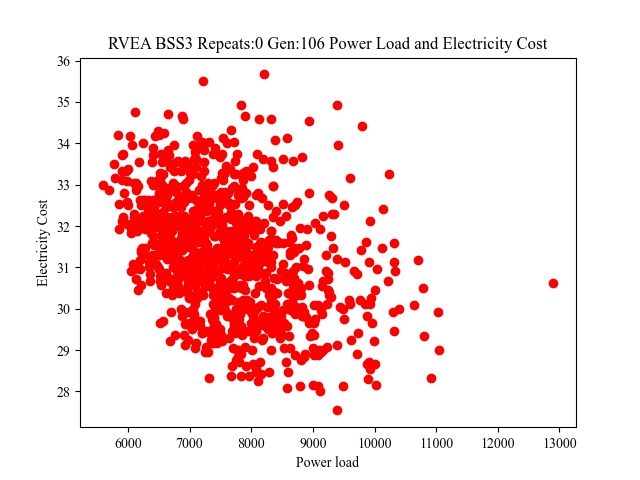 RVEA BSS3 Repeats:0 Gen:106 Power Load and Electricity Cost
36
35
34
33
32
31
30
29
28
Electricity Cost
6000 7000 8000 9000 10000 11000 12000 13000
Power load